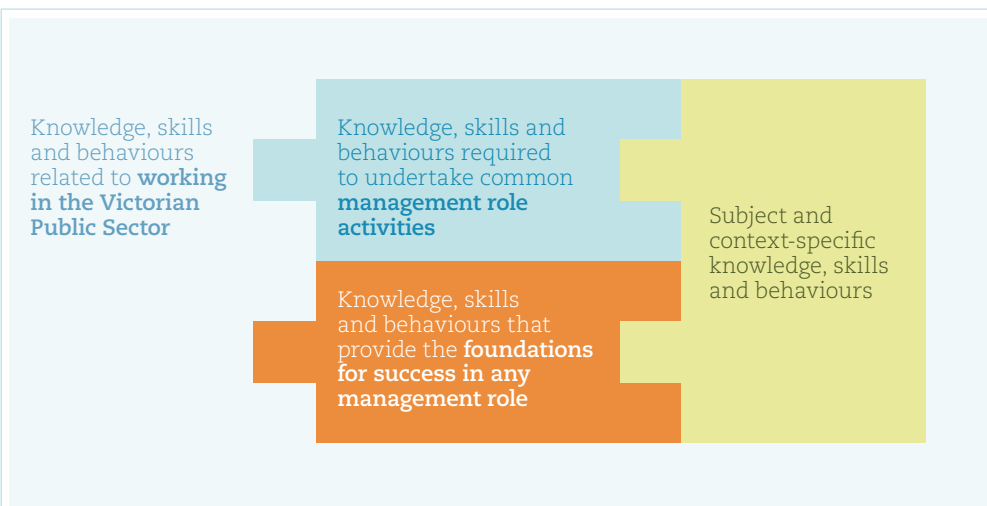 Knowledge, skills
and behaviours
related to working
in the Victorian
Public Sector
Knowledge, skills and
behaviours required
to undertake common
management role
activities
Knowledge, skills
and behaviours that
provide the foundations
for success in any
management role
Subject and
context-specific
knowledge, skills
and behaviours